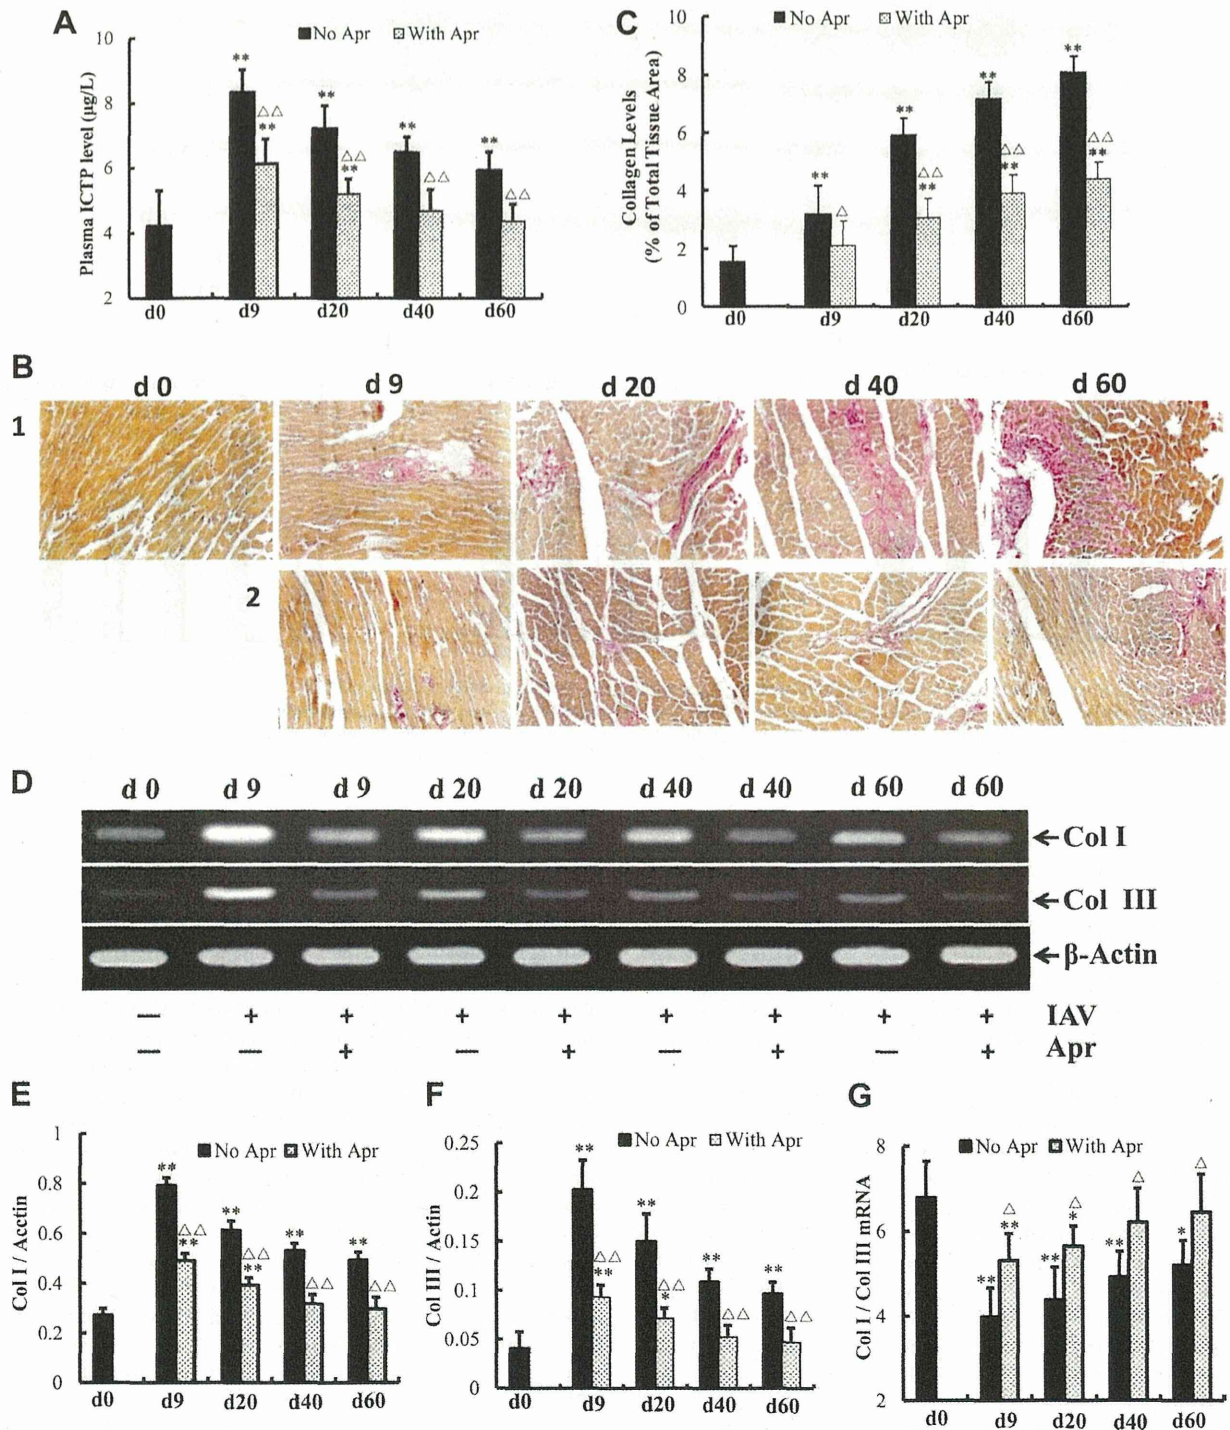 A
No Apr With Apr
Plasma ICTP level (µg/L)
10
8
6
4
2
**
△△
**
**
△△
**
**
△△
**
△△
d0 d9 d20 d40 d60
C
No Apr With Apr
Collagen Levels
(% of Total Tissue Area)
10
8
6
4
2
0
**
△
**
△△
**
**
△△
**
**
△△
**
d0 d9 d20 d40 d60
B
d 0 d 9 d 20 d 40 d 60
1
2
D
d 0 d 9 d 9 d 20 d 20 d 40 d 40 d 60 d 60
←Col I
←Col III
←β-Actin
— + + + + + + + + IAV
— — + — + — + — + Apr
E
No Apr With Apr
Col I / Acctin
1
0.8
0.6
0.4
0.2
0
**
△△
**
**
△△
**
**
△△
**
△△
d0 d9 d20 d40 d60
F
No Apr With Apr
Col III / Actin
0.25
0.2
0.15
0.1
0.05
0
**
△△
**
**
△△
*
**
△△
**
△△
d0 d9 d20 d40 d60
G
No Apr With Apr
Col I / Col III mRNA
8
6
4
2
**
△
**
**
△
*
**
△
*
△
d0 d9 d20 d40 d60